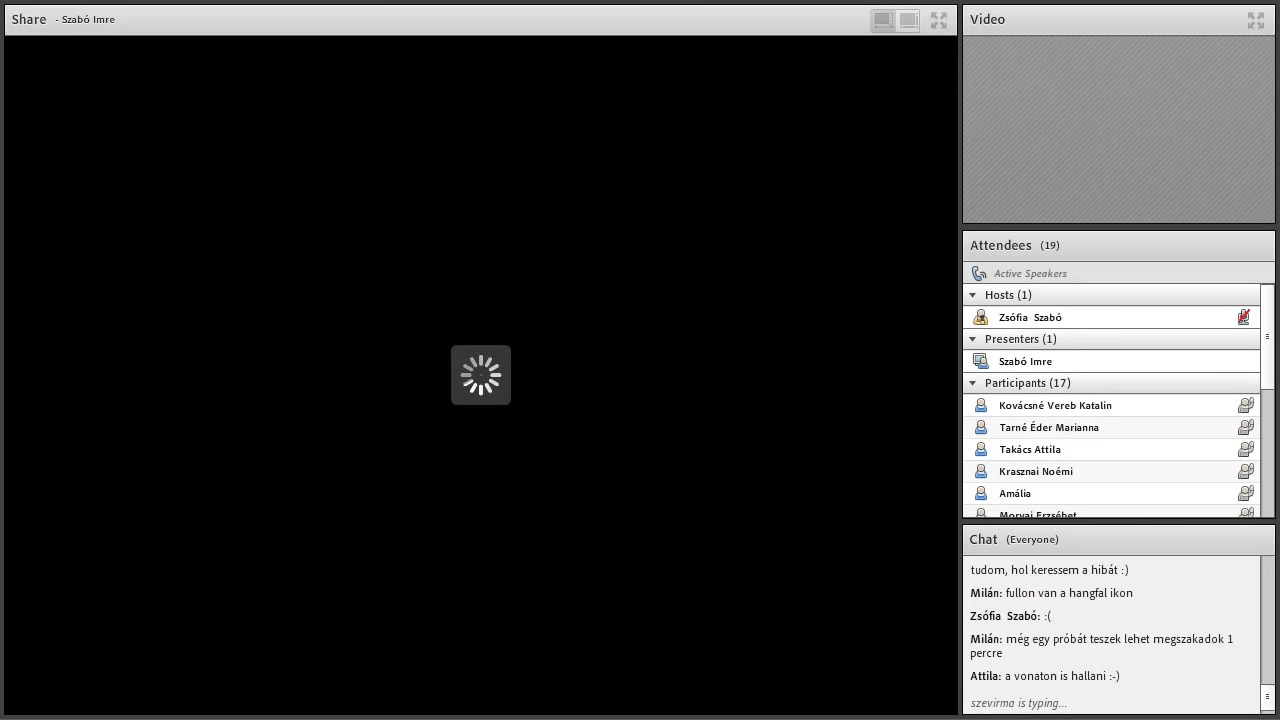 Share - Szabó Imre
Video
Attendees (19)
Active Speakers
Hosts (1)
Zsófia Szabó
Presenters (1)
Szabó Imre
Participants (17)
Kovácsné Vereb Katalin
Tarné Éder Marianna
Takács Attila
Krasznai Noémi
Amália
Morvai Erzsébet
Chat (Everyone)
tudom, hol keressem a hibát :)
Milán: fullon van a hangfal ikon
Zsófia Szabó: :(
Milán: még egy próbát teszek lehet megszakadok 1
percre
Attila: a vonaton is hallani :-)
szevirma is typing...